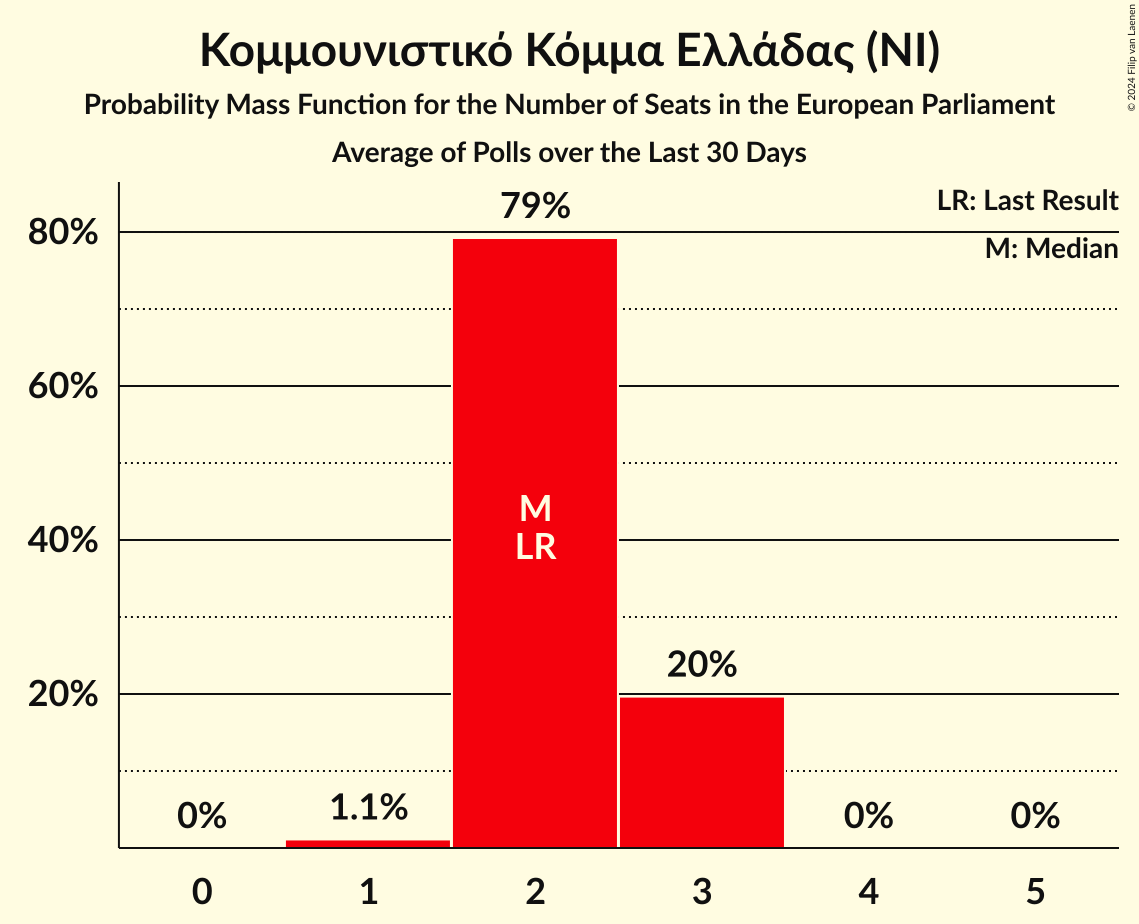 Κομμουνιστικό Κόμμα Ελλάδας (NI)
Probability Mass Function for the Number of Seats in the European Parliament
Average of Polls over the Last 30 Days
© 2024 Filip van Laenen
LR: Last Result
M: Median
80%
60%
40%
20%
0%
1.1%
79%
M
LR
20%
0%
0%
0 1 2 3 4 5